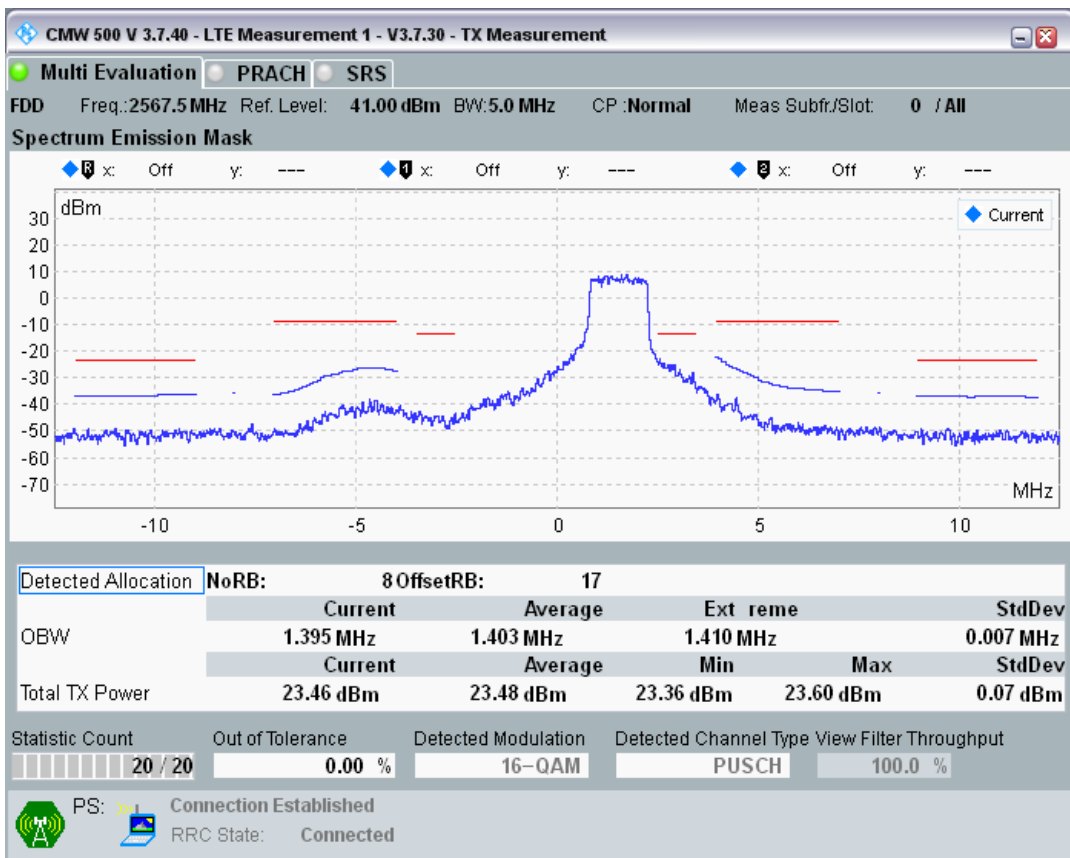 CMW 500 V 3.7.40 - LTE Measurement 1 - V3.7.30 - TX Measurement
Multi Evaluation PRACH SRS
FDD Freq.:2567.5 MHz Ref. Level: 41.00 dBm BW:5.0 MHz CP :Normal Meas Subfr./Slot: 0 / All
Spectrum Emission Mask
R x: Off y: --- 1 x: Off y: --- 2 x: Off y: ---
dBm
Current
30
20
10
0
-10
-20
-30
-40
-50
-60
-70
MHz
-10 -5 0 5 10
Detected Allocation NoRB: 8 OffsetRB: 17
Current Average Ext reme StdDev
OBW 1.395 MHz 1.403 MHz 1.410 MHz 0.007 MHz
Current Average Min Max StdDev
Total TX Power 23.46 dBm 23.48 dBm 23.36 dBm 23.60 dBm 0.07 dBm
Statistic Count Out of Tolerance Detected Modulation Detected Channel Type View Filter Throughput
20 / 20 0.00 % 16-QAM PUSCH 100.0 %
PS: Connection Established
RRC State: Connected